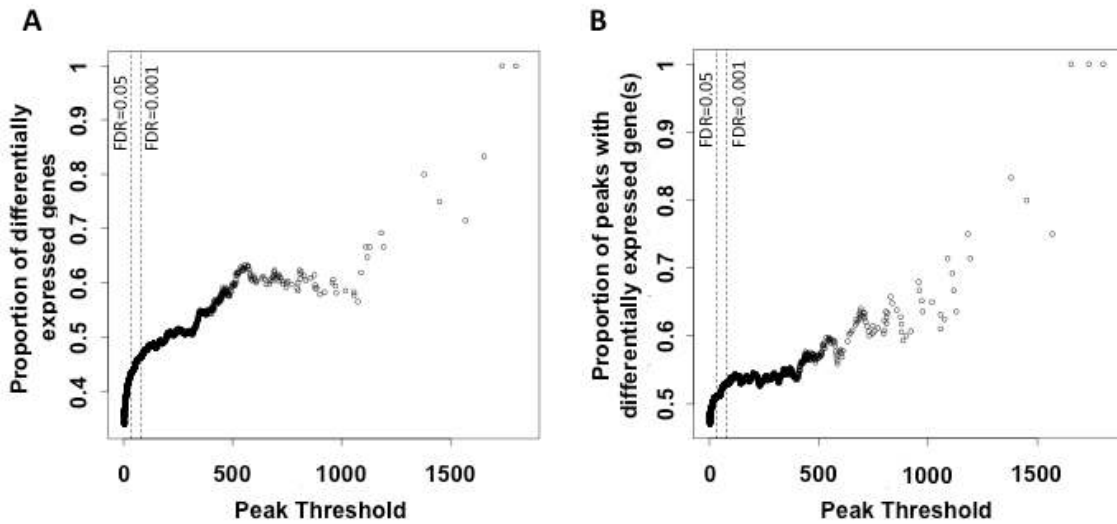 A
Proportion of differentially
expressed genes
0.4
0.5
0.6
0.7
0.8
0.9
1
FDR=0.05
FDR=0.001
0
500
1000
1500
Peak Threshold
B
Proportion of peaks with
differentially expressed gene(s)
0.5
0.6
0.7
0.8
0.9
1
FDR=0.05
FDR=0.001
0
500
1000
1500
Peak Threshold